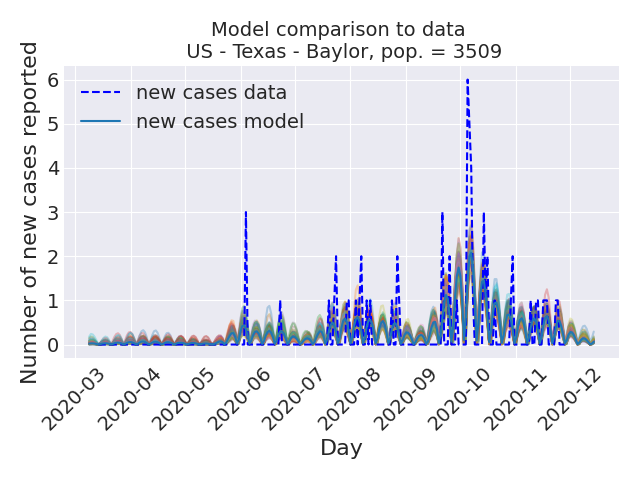 Model comparison to data
US - Texas - Baylor, pop. = 3509
Number of new cases reported
6
5
4
3
2
1
0
new cases data
new cases model
2020-03
2020-04
2020-05
2020-06
2020-07
2020-08
2020-09
2020-10
2020-11
2020-12
Day